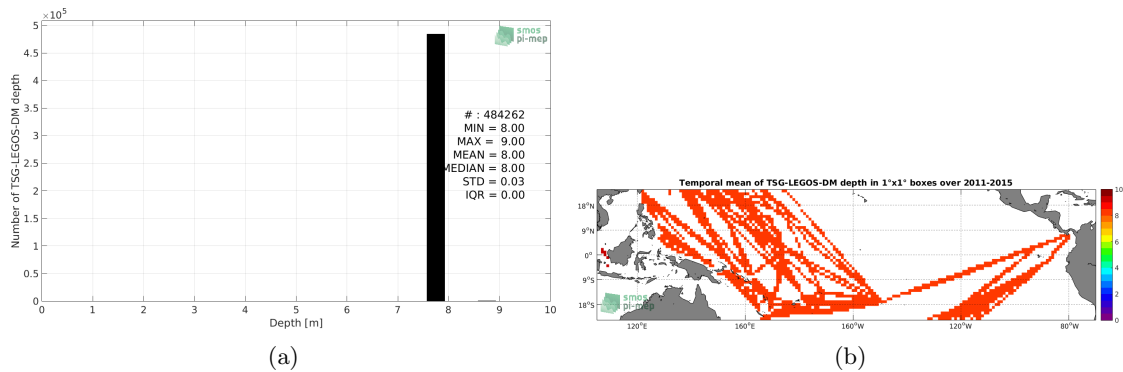 ×10⁵
5
4.5
4
3.5
3
2.5
2
1.5
1
0.5
0
Number of TSG-LEGOS-DM depth
smos
pi-mep
# : 484262
MIN = 8.00
MAX = 9.00
MEAN = 8.00
MEDIAN = 8.00
STD = 0.03
IQR = 0.00
0 1 2 3 4 5 6 7 8 9 10
Depth [m]
(a)
Temporal mean of TSG-LEGOS-DM depth in 1°x1° boxes over 2011-2015
18°N
9°N
0°
9°S
18°S
smos
pi-mep
120°E 160°E 160°W 120°W 80°W
10
8
6
4
2
0
(b)